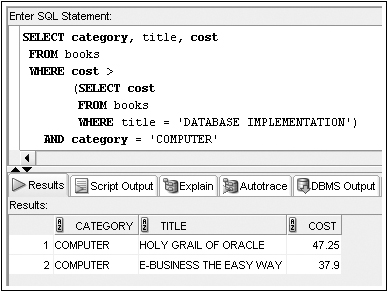 Enter SQL Statement:
SELECT category, title, cost
FROM books
WHERE cost >
(SELECT cost
FROM books
WHERE title = 'DATABASE IMPLEMENTATION')
AND category = 'COMPUTER'
Results Script Output Explain Autotrace DBMS Output
Results:
CATEGORY TITLE COST
1 COMPUTER HOLY GRAIL OF ORACLE 47.25
2 COMPUTER E-BUSINESS THE EASY WAY 37.9